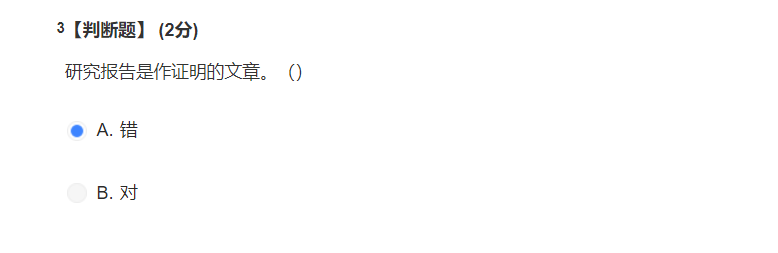 3【判断题】 (2分)
研究报告是作证明的文章。 ()
A. 错
B. 对